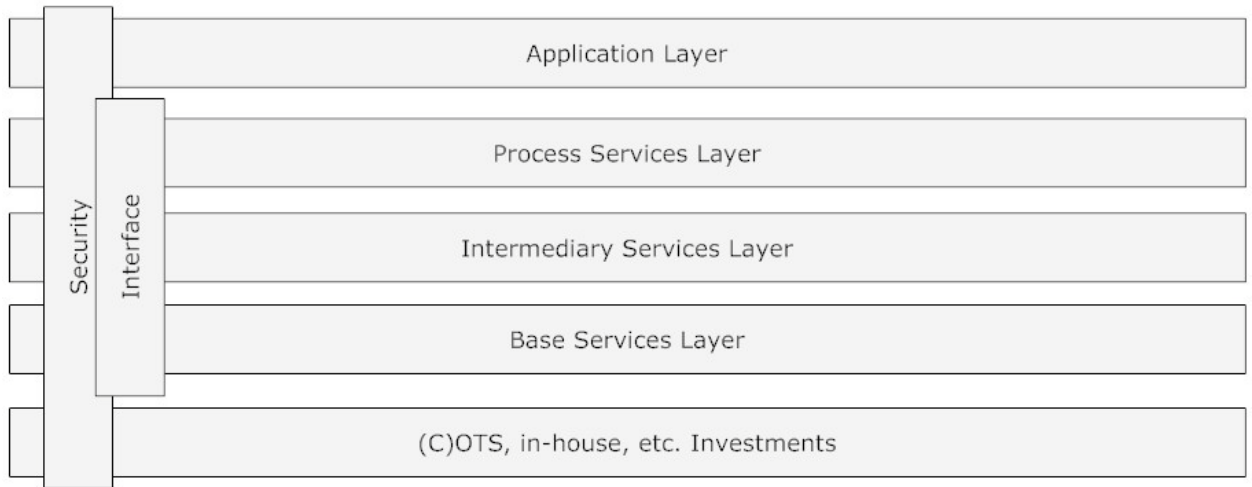 Application Layer
Process Services Layer
Intermediary Services Layer
Base Services Layer
(C)OTS, in-house, etc. Investments
Security
Interface